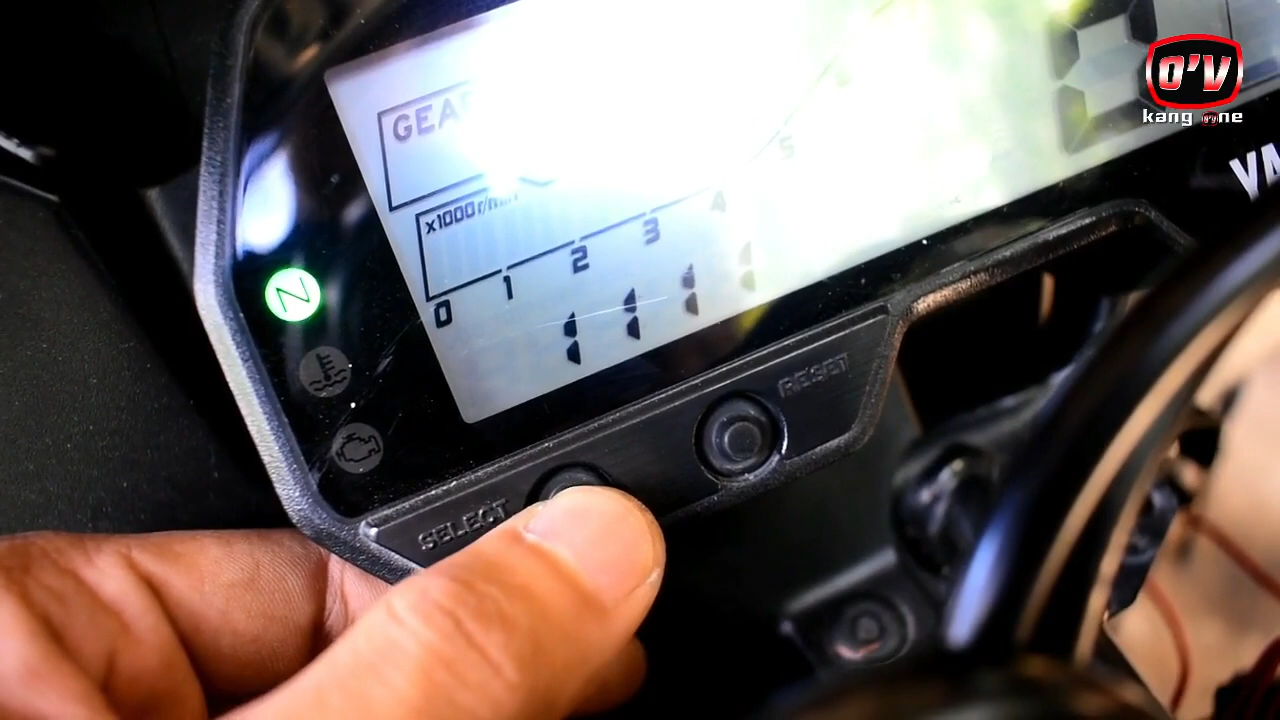 O'V
kang One
GEA
x1000r/min
0 1 2 3 4 5
YA
N
SELECT
RESET